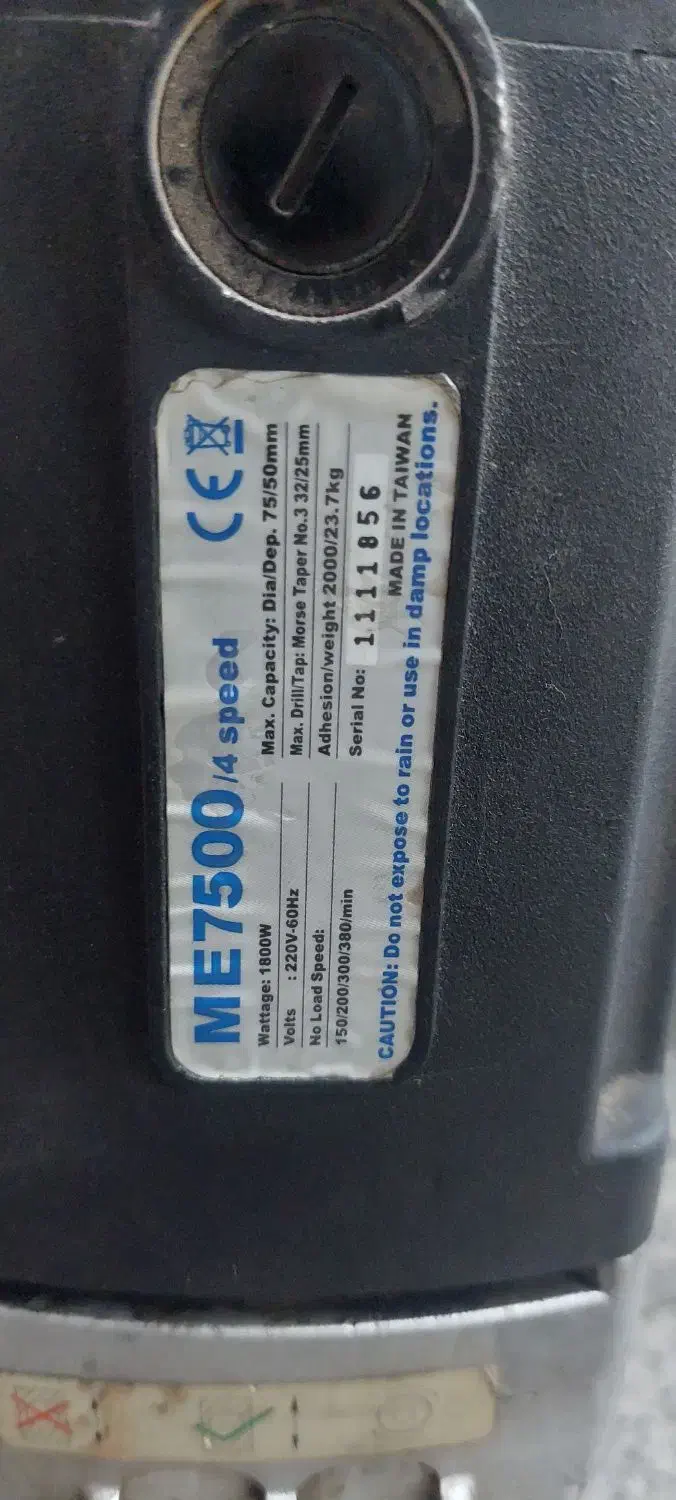 ME7500/4 speed CE
Wattage: 1800W
Volts : 220V-60Hz
No Load Speed:
150/200/300/380/min
Max. Capacity: Dia/Dep. 75/50mm
Max. Drill/Tap: Morse Taper No.3 32/25mm
Adhesion/weight 2000/23.7kg
Serial No: 1111856
MADE IN TAIWAN
CAUTION: Do not expose to rain or use in damp locations.